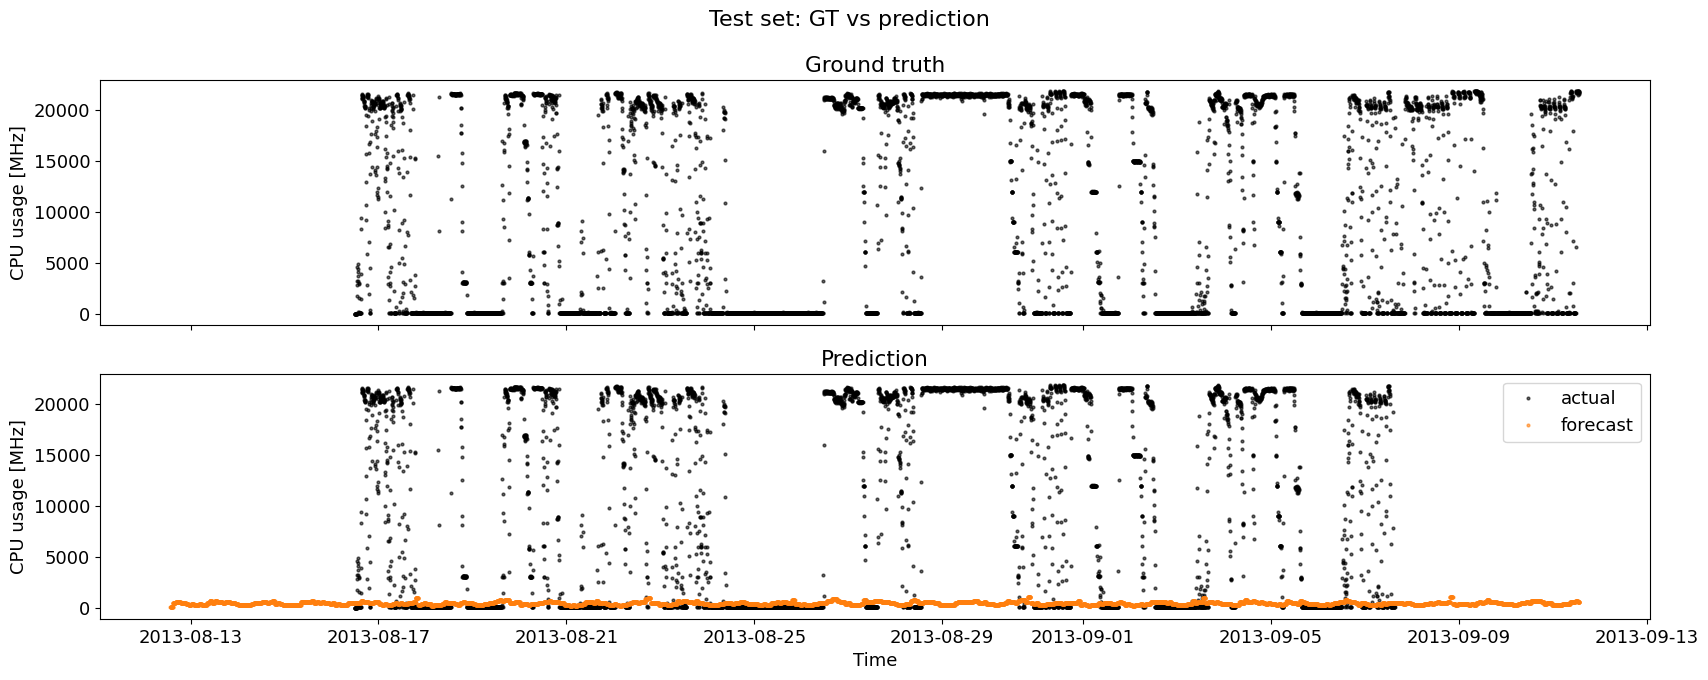 Test set: GT vs prediction
Ground truth
CPU usage [MHz]
20000
15000
10000
5000
0
Prediction
CPU usage [MHz]
20000
15000
10000
5000
0
actual
forecast
2013-08-13 2013-08-17 2013-08-21 2013-08-25 2013-08-29 2013-09-01 2013-09-05 2013-09-09 2013-09-13
Time